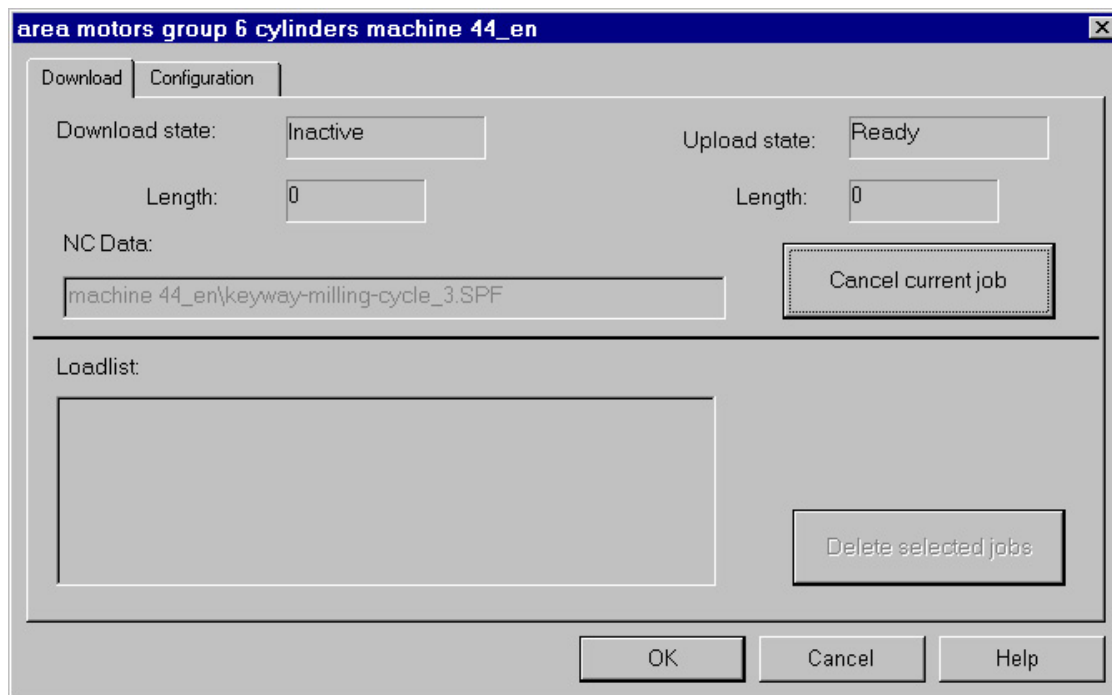 area motors group 6 cylinders machine 44_en
Download
Configuration
Download state:
Inactive
Upload state:
Ready
Length:
0
Length:
0
NC Data:
machine 44_en\keyway-milling-cycle_3.SPF
Cancel current job
Loadlist:
Delete selected jobs
OK
Cancel
Help